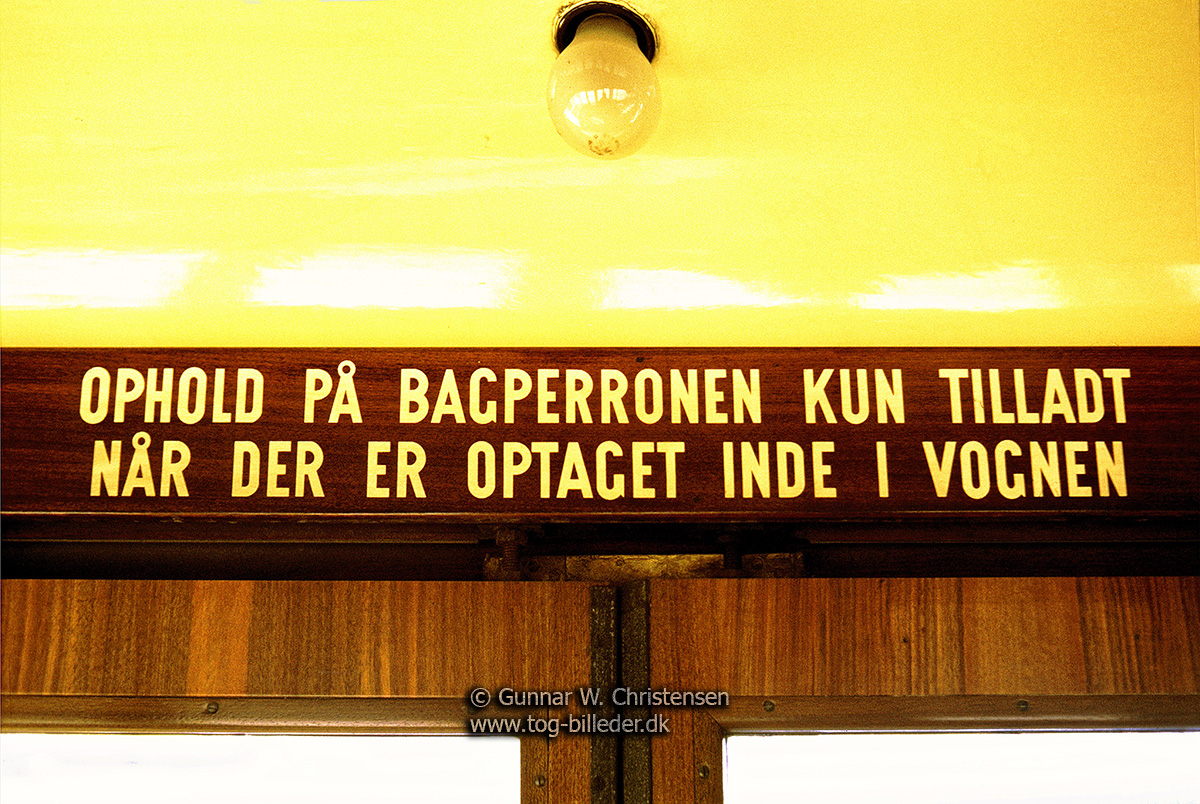 OPHOLD PÅ BAGPERRONEN KUN TILLADT
NÅR DER ER OPTAGET INDE I VOGNEN
© Gunnar W. Christensen
www.tog-billeder.dk